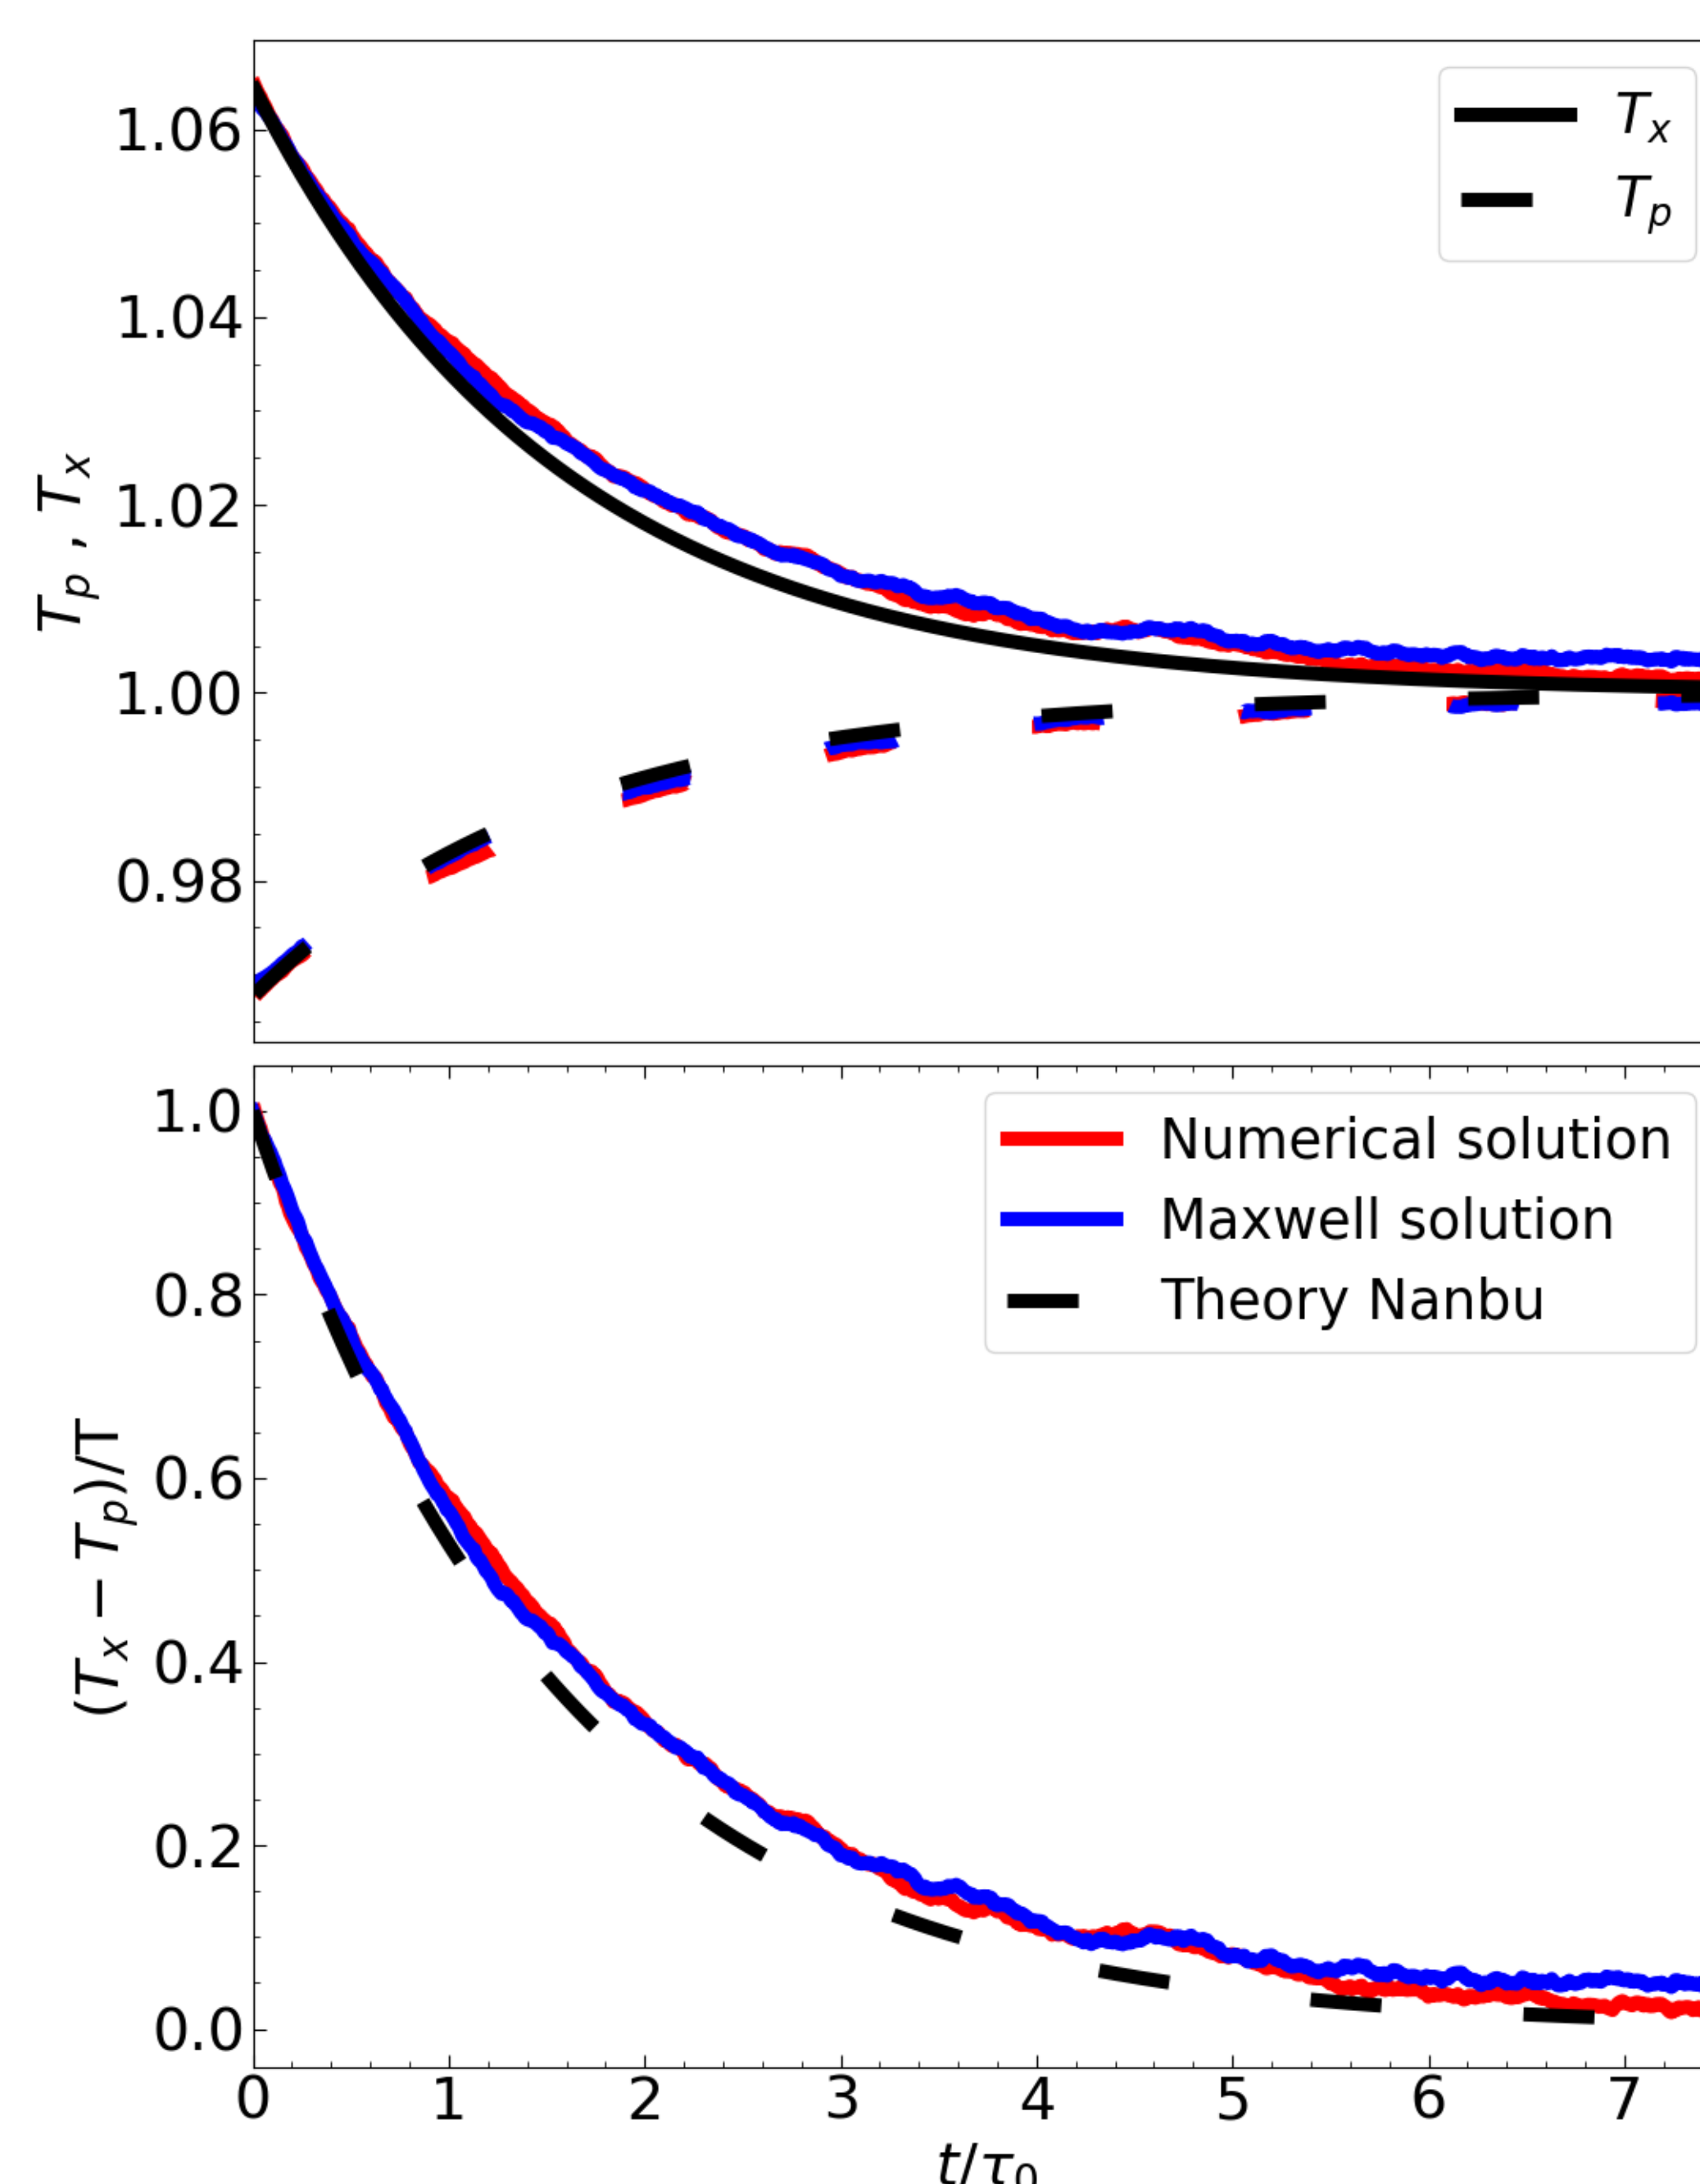 T_p , T_x
1.06
1.04
1.02
1.00
0.98
T_x
T_p
(T_x − T_p)/T
1.0
0.8
0.6
0.4
0.2
0.0
Numerical solution
Maxwell solution
Theory Nanbu
0 1 2 3 4 5 6 7
t/τ_0